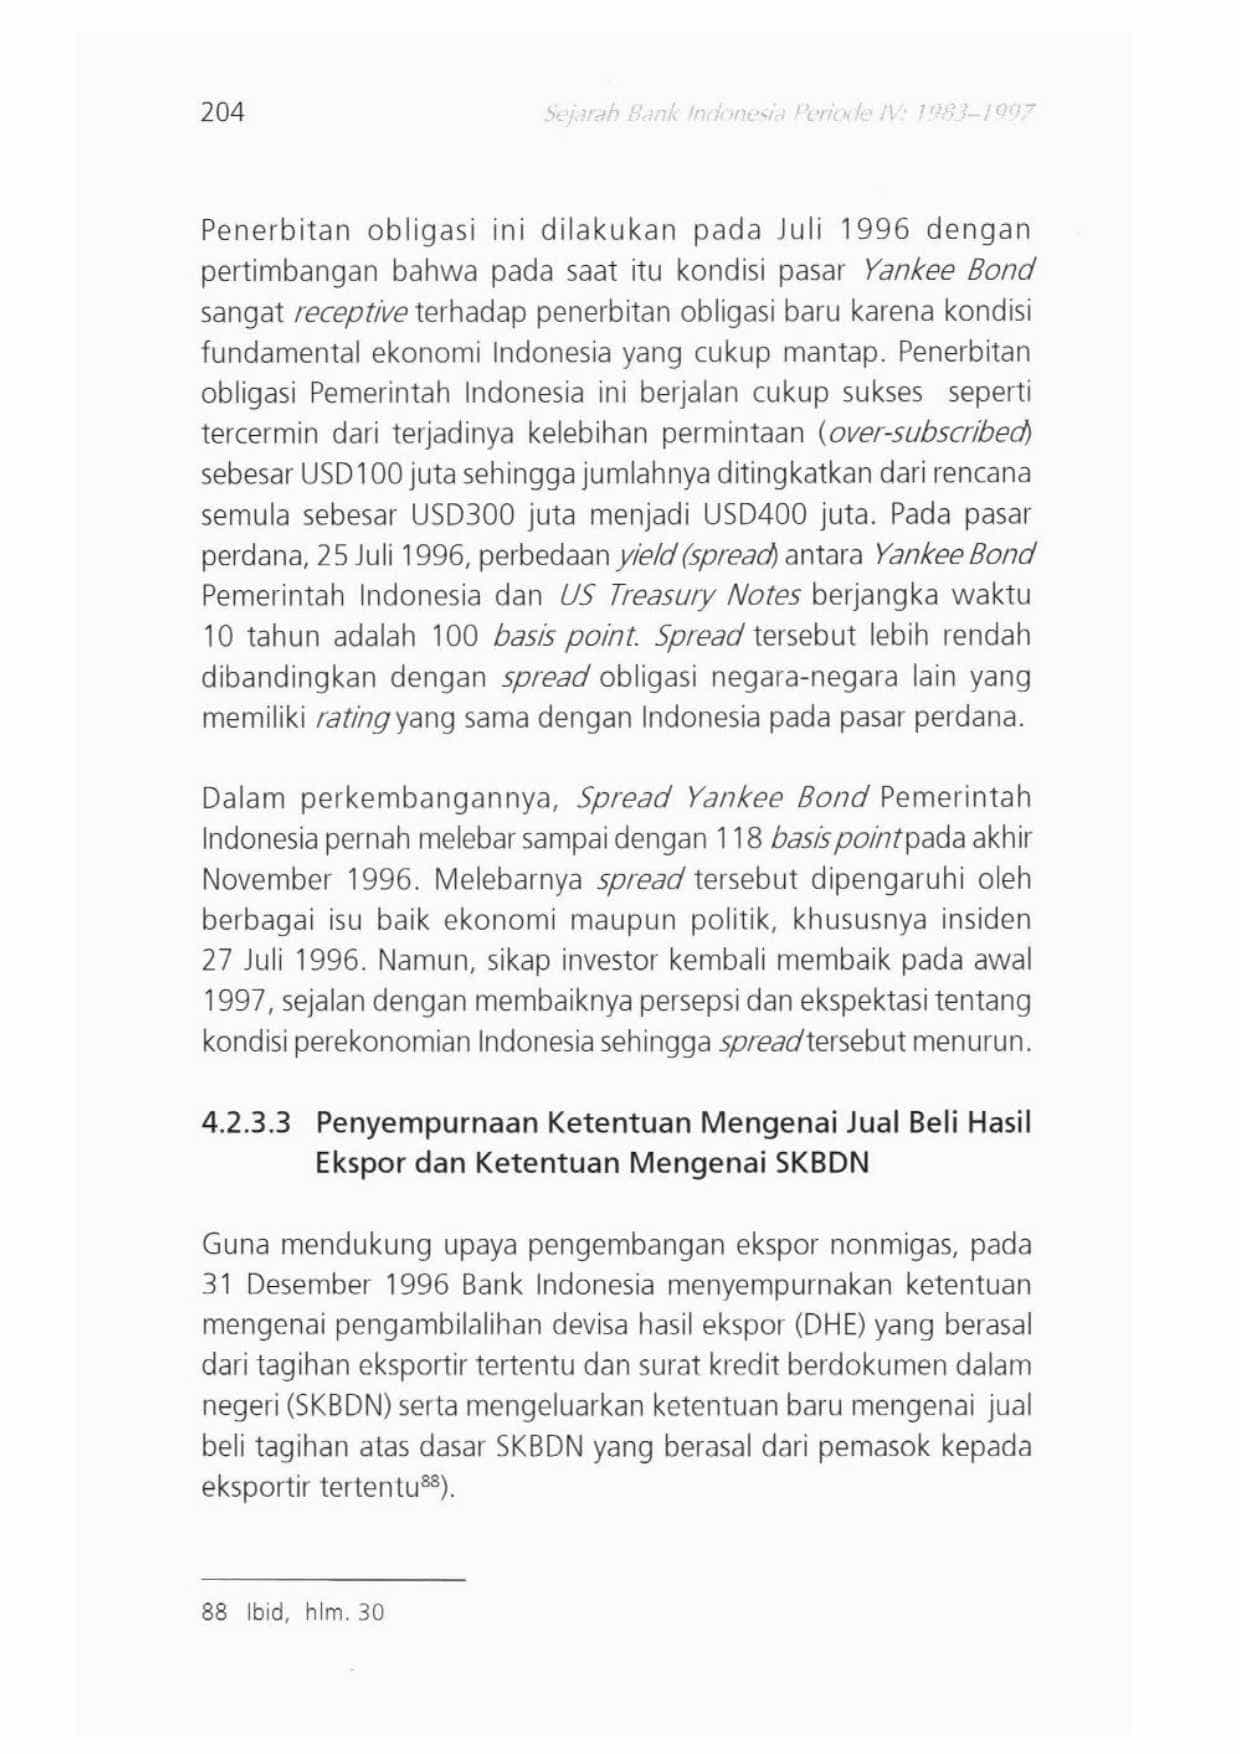 204
Sejarah Bank Indonesia Periode IV: 1983–1997
Penerbitan obligasi ini dilakukan pada Juli 1996 dengan
pertimbangan bahwa pada saat itu kondisi pasar Yankee Bond
sangat receptive terhadap penerbitan obligasi baru karena kondisi
fundamental ekonomi Indonesia yang cukup mantap. Penerbitan
obligasi Pemerintah Indonesia ini berjalan cukup sukses seperti
tercermin dari terjadinya kelebihan permintaan (over-subscribed)
sebesar USD100 juta sehingga jumlahnya ditingkatkan dari rencana
semula sebesar USD300 juta menjadi USD400 juta. Pada pasar
perdana, 25 Juli 1996, perbedaan yield (spread) antara Yankee Bond
Pemerintah Indonesia dan US Treasury Notes berjangka waktu
10 tahun adalah 100 basis point. Spread tersebut lebih rendah
dibandingkan dengan spread obligasi negara-negara lain yang
memiliki rating yang sama dengan Indonesia pada pasar perdana.
Dalam perkembangannya, Spread Yankee Bond Pemerintah
Indonesia pernah melebar sampai dengan 118 basis point pada akhir
November 1996. Melebarnya spread tersebut dipengaruhi oleh
berbagai isu baik ekonomi maupun politik, khususnya insiden
27 Juli 1996. Namun, sikap investor kembali membaik pada awal
1997, sejalan dengan membaiknya persepsi dan ekspektasi tentang
kondisi perekonomian Indonesia sehingga spread tersebut menurun.
4.2.3.3 Penyempurnaan Ketentuan Mengenai Jual Beli Hasil
Ekspor dan Ketentuan Mengenai SKBDN
Guna mendukung upaya pengembangan ekspor nonmigas, pada
31 Desember 1996 Bank Indonesia menyempurnakan ketentuan
mengenai pengambilalihan devisa hasil ekspor (DHE) yang berasal
dari tagihan eksportir tertentu dan surat kredit berdokumen dalam
negeri (SKBDN) serta mengeluarkan ketentuan baru mengenai jual
beli tagihan atas dasar SKBDN yang berasal dari pemasok kepada
eksportir tertentu⁸⁸).
88 Ibid, hlm. 30